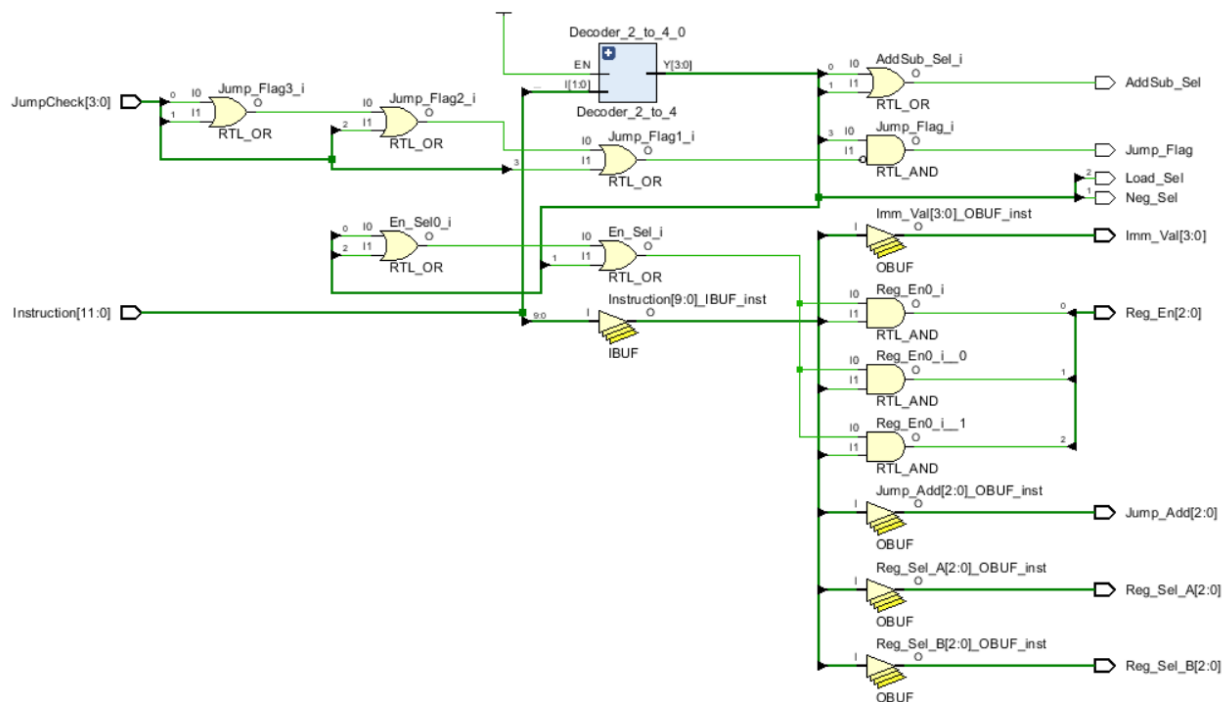 Decoder_2_to_4_0
EN
I[1:0]
...
Y[3:0]
Decoder_2_to_4
JumpCheck[3:0]
0
1
I0
I1
Jump_Flag3_i
O
RTL_OR
2
I0
I1
Jump_Flag2_i
O
RTL_OR
3
I0
I1
Jump_Flag1_i
O
RTL_OR
0
1
I0
I1
AddSub_Sel_i
O
RTL_OR
AddSub_Sel
3
I0
I1
Jump_Flag_i
O
RTL_AND
Jump_Flag
2
Load_Sel
1
Neg_Sel
0
2
I0
I1
En_Sel0_i
O
RTL_OR
1
I0
I1
En_Sel_i
O
RTL_OR
Imm_Val[3:0]_OBUF_inst
I
O
OBUF
Imm_Val[3:0]
Instruction[11:0]
9:0
Instruction[9:0]_IBUF_inst
I
O
IBUF
Reg_En0_i
I0
I1
O
RTL_AND
0
Reg_En[2:0]
Reg_En0_i__0
I0
I1
O
RTL_AND
1
Reg_En0_i__1
I0
I1
O
RTL_AND
2
Jump_Add[2:0]_OBUF_inst
I
O
OBUF
Jump_Add[2:0]
Reg_Sel_A[2:0]_OBUF_inst
I
O
OBUF
Reg_Sel_A[2:0]
Reg_Sel_B[2:0]_OBUF_inst
I
O
OBUF
Reg_Sel_B[2:0]